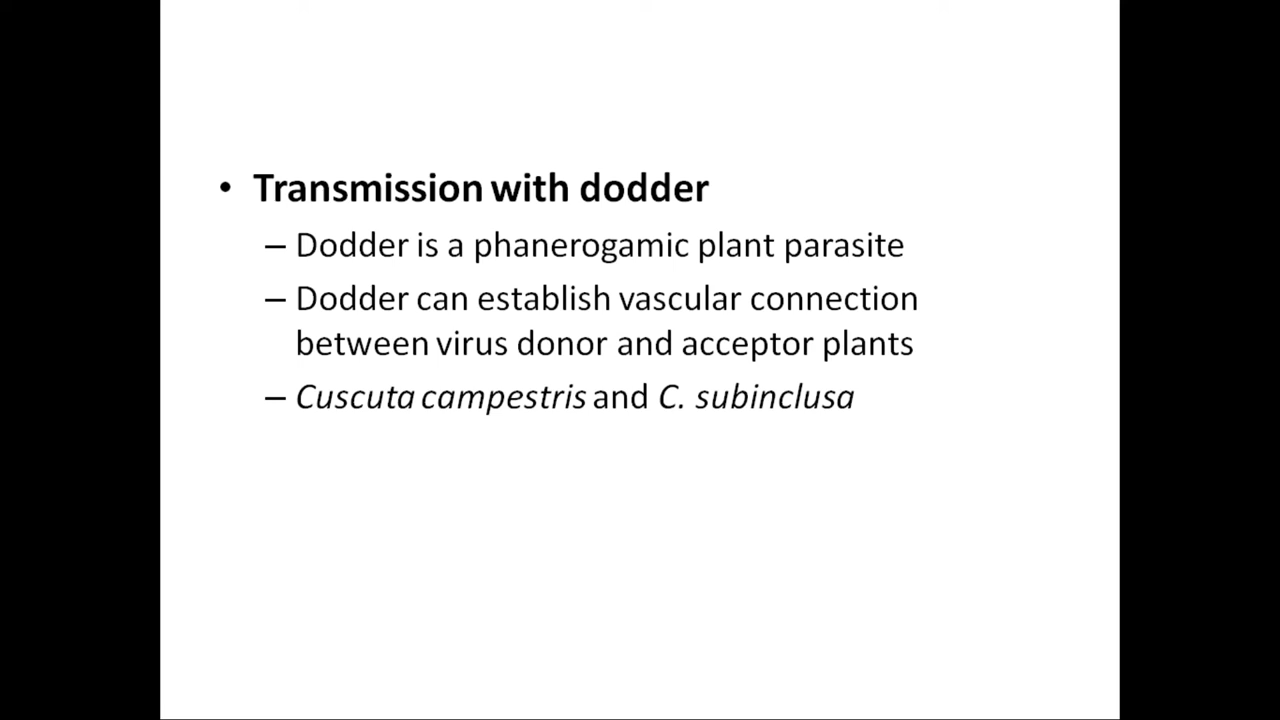 • Transmission with dodder
– Dodder is a phanerogamic plant parasite
– Dodder can establish vascular connection
between virus donor and acceptor plants
– Cuscuta campestris and C. subinclusa